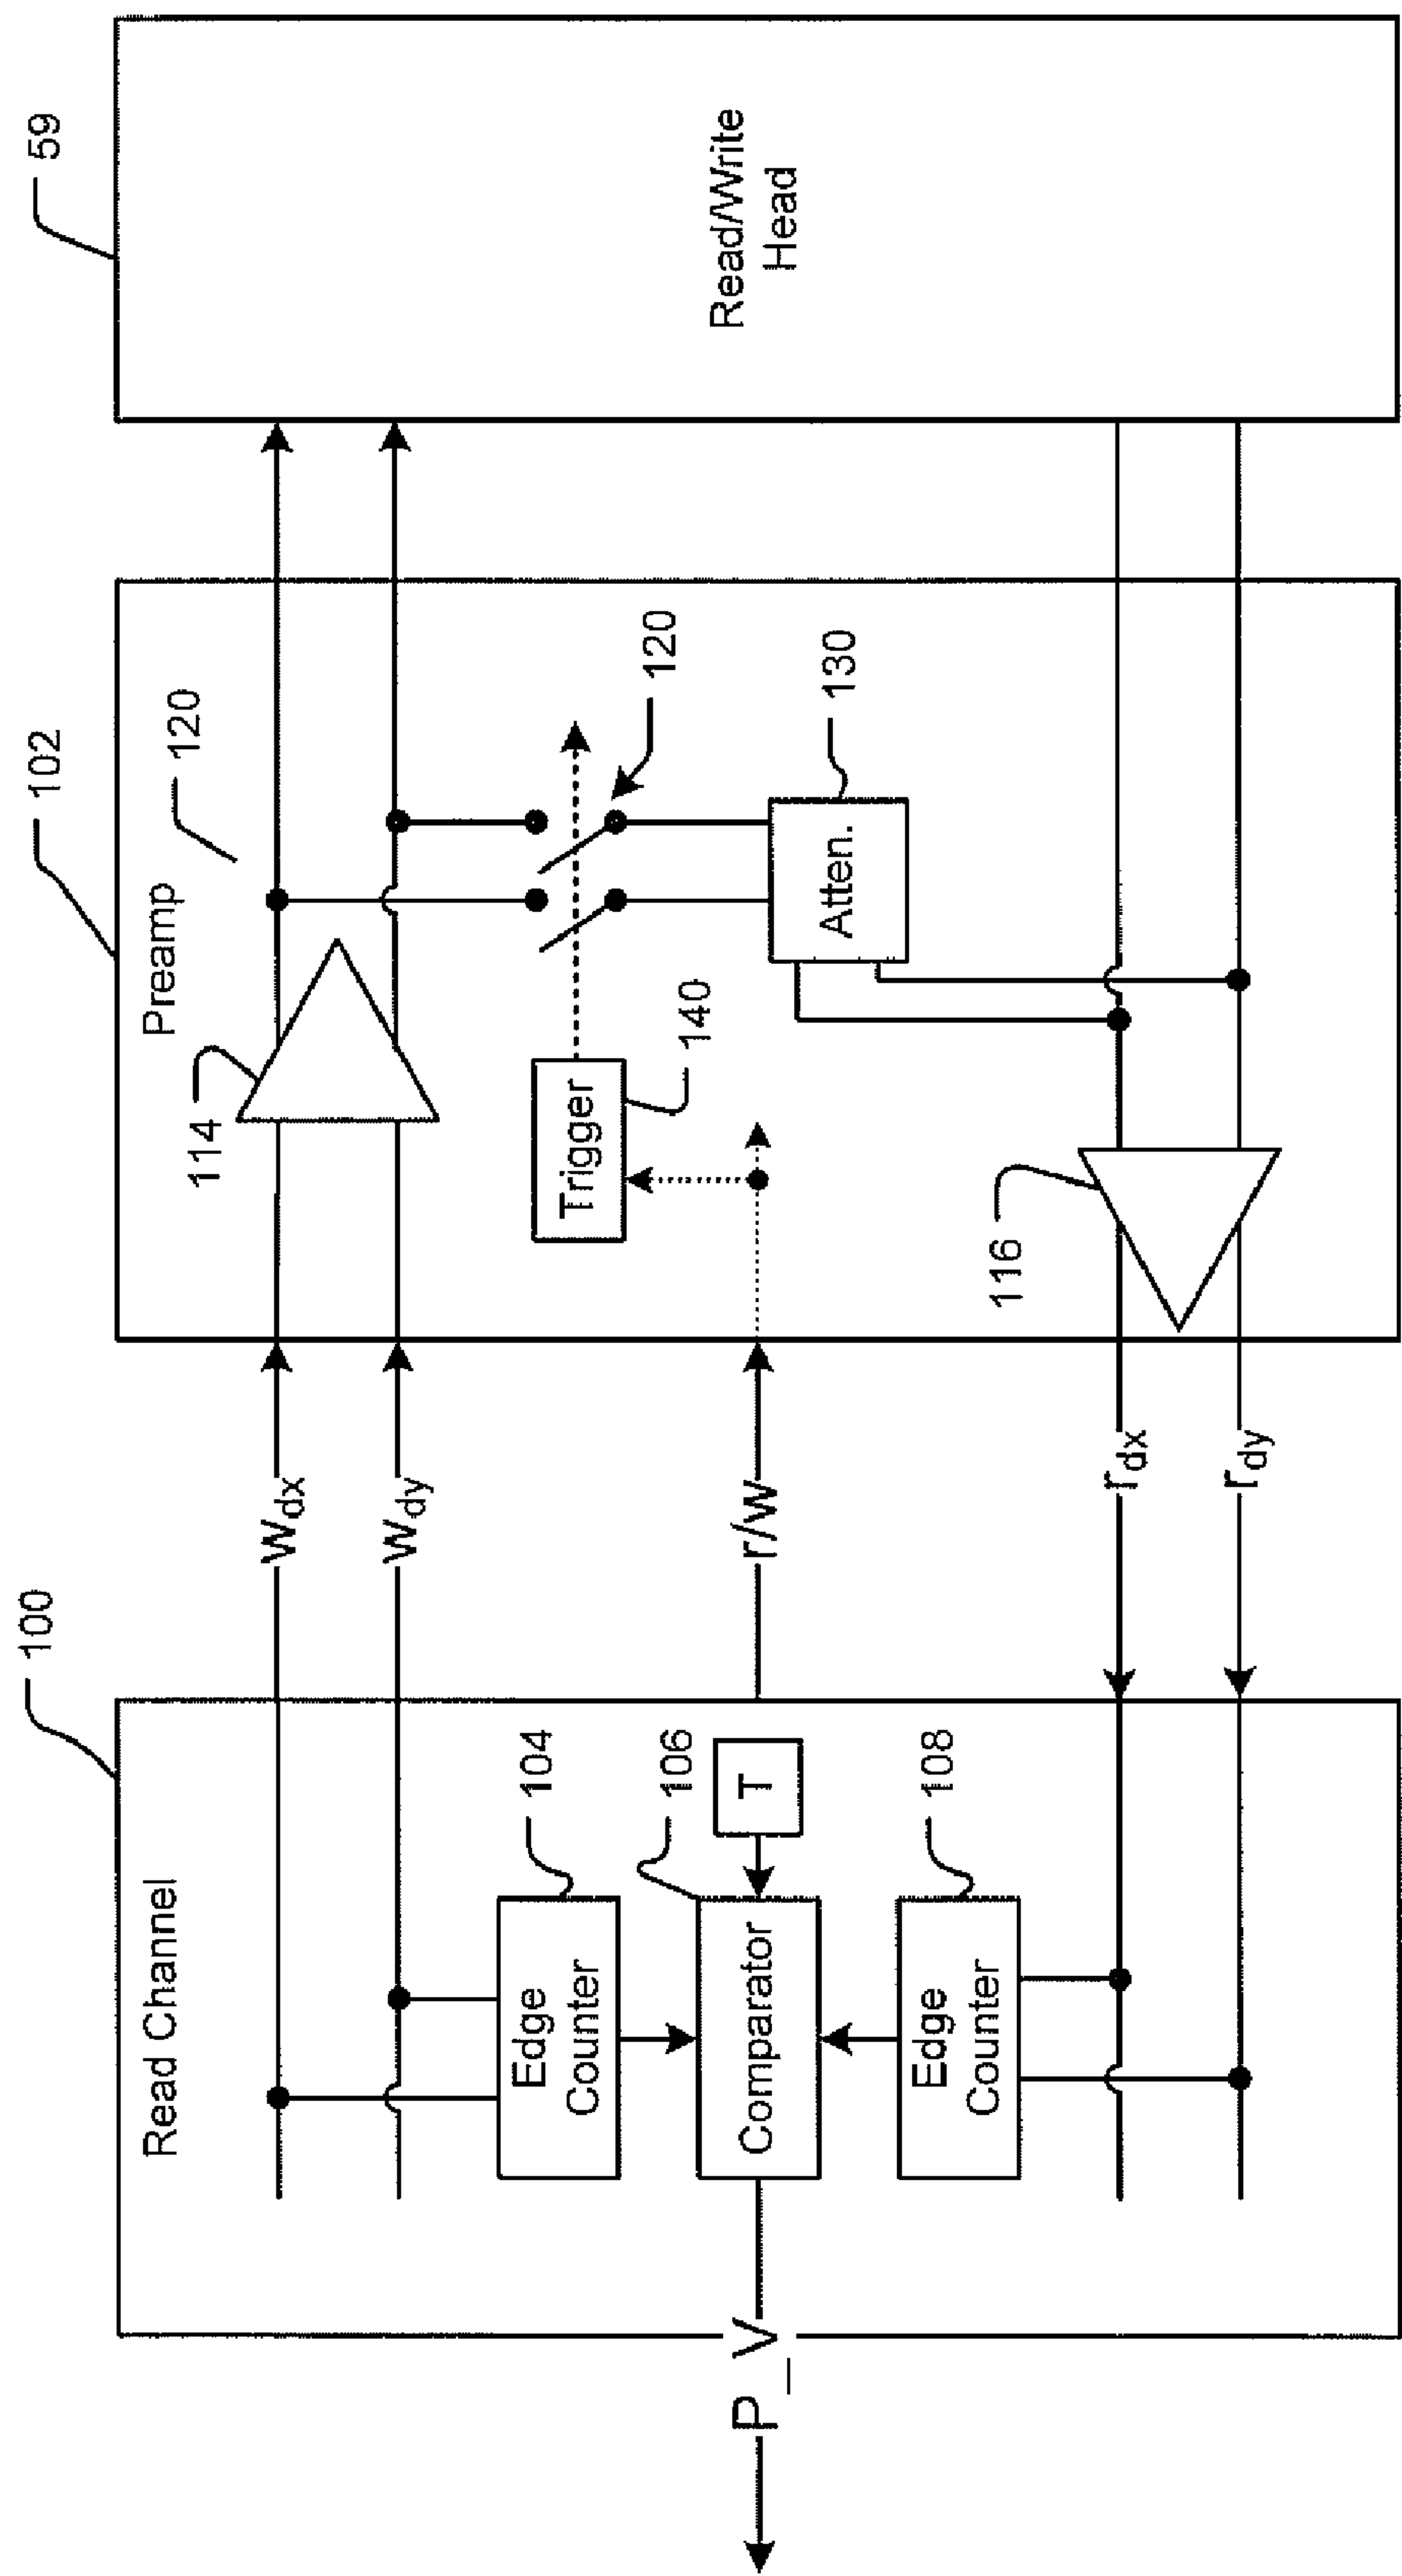 100
Read Channel
Edge
Counter
104
Comparator
106
T
Edge
Counter
108
P_V
w_dx
w_dy
r/w
r_dx
r_dy
102
Preamp
120
114
Trigger
140
120
Atten.
130
116
59
Read/Write
Head